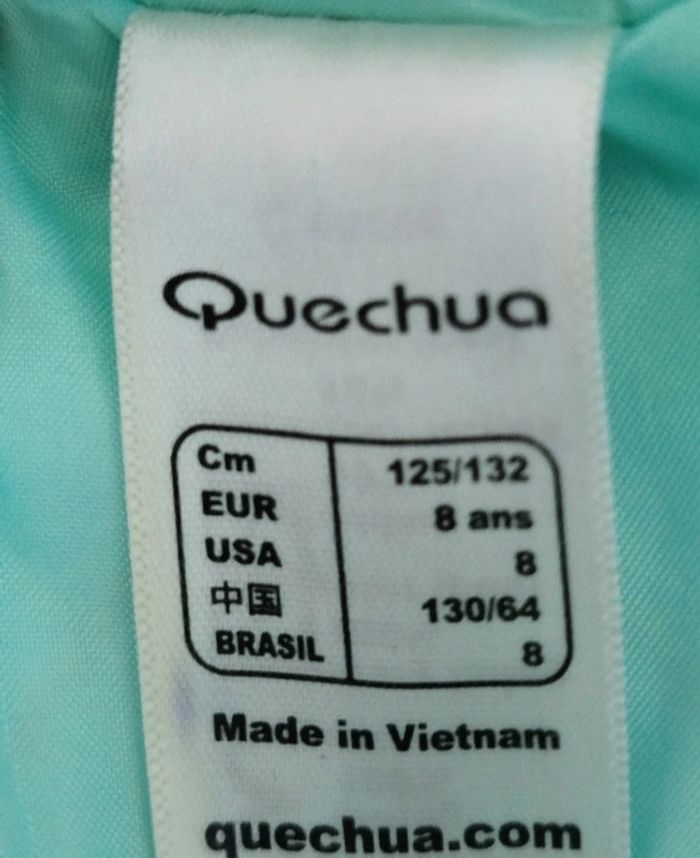 Quechua
Cm 125/132
EUR 8 ans
USA 8
中国 130/64
BRASIL 8
Made in Vietnam
quechua.com